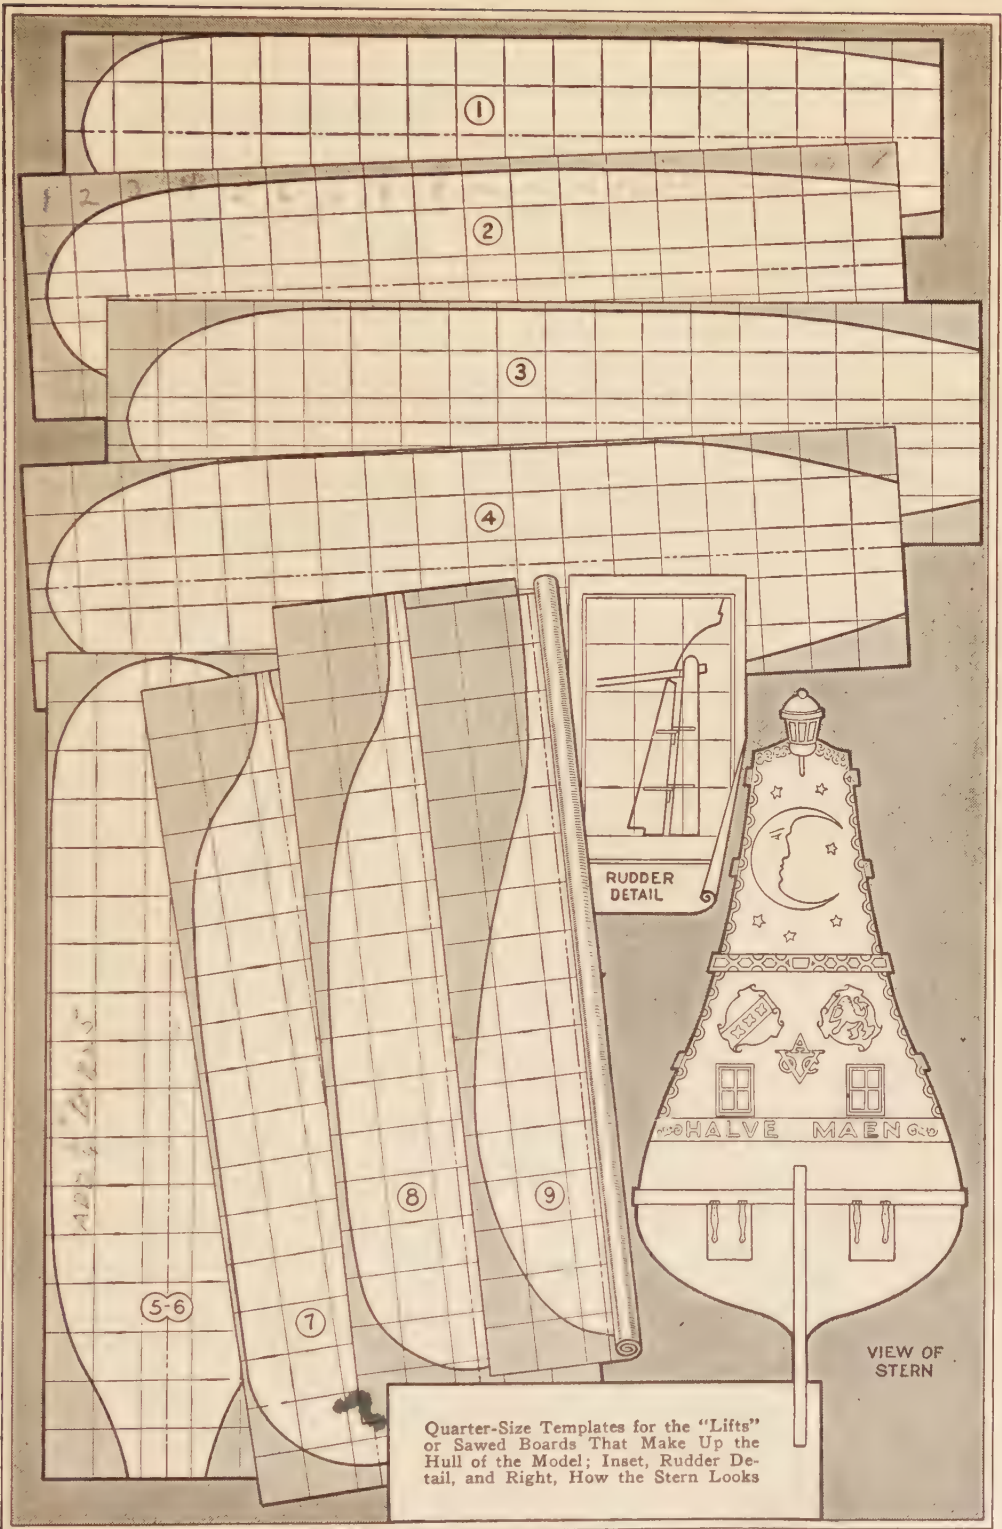 1
2
2
3
4
RUDDER
DETAIL
HALVE MAEN
8
9
5-6
7
VIEW OF
STERN
Quarter-Size Templates for the "Lifts"
or Sawed Boards That Make Up the
Hull of the Model; Inset, Rudder De-
tail, and Right, How the Stern Looks